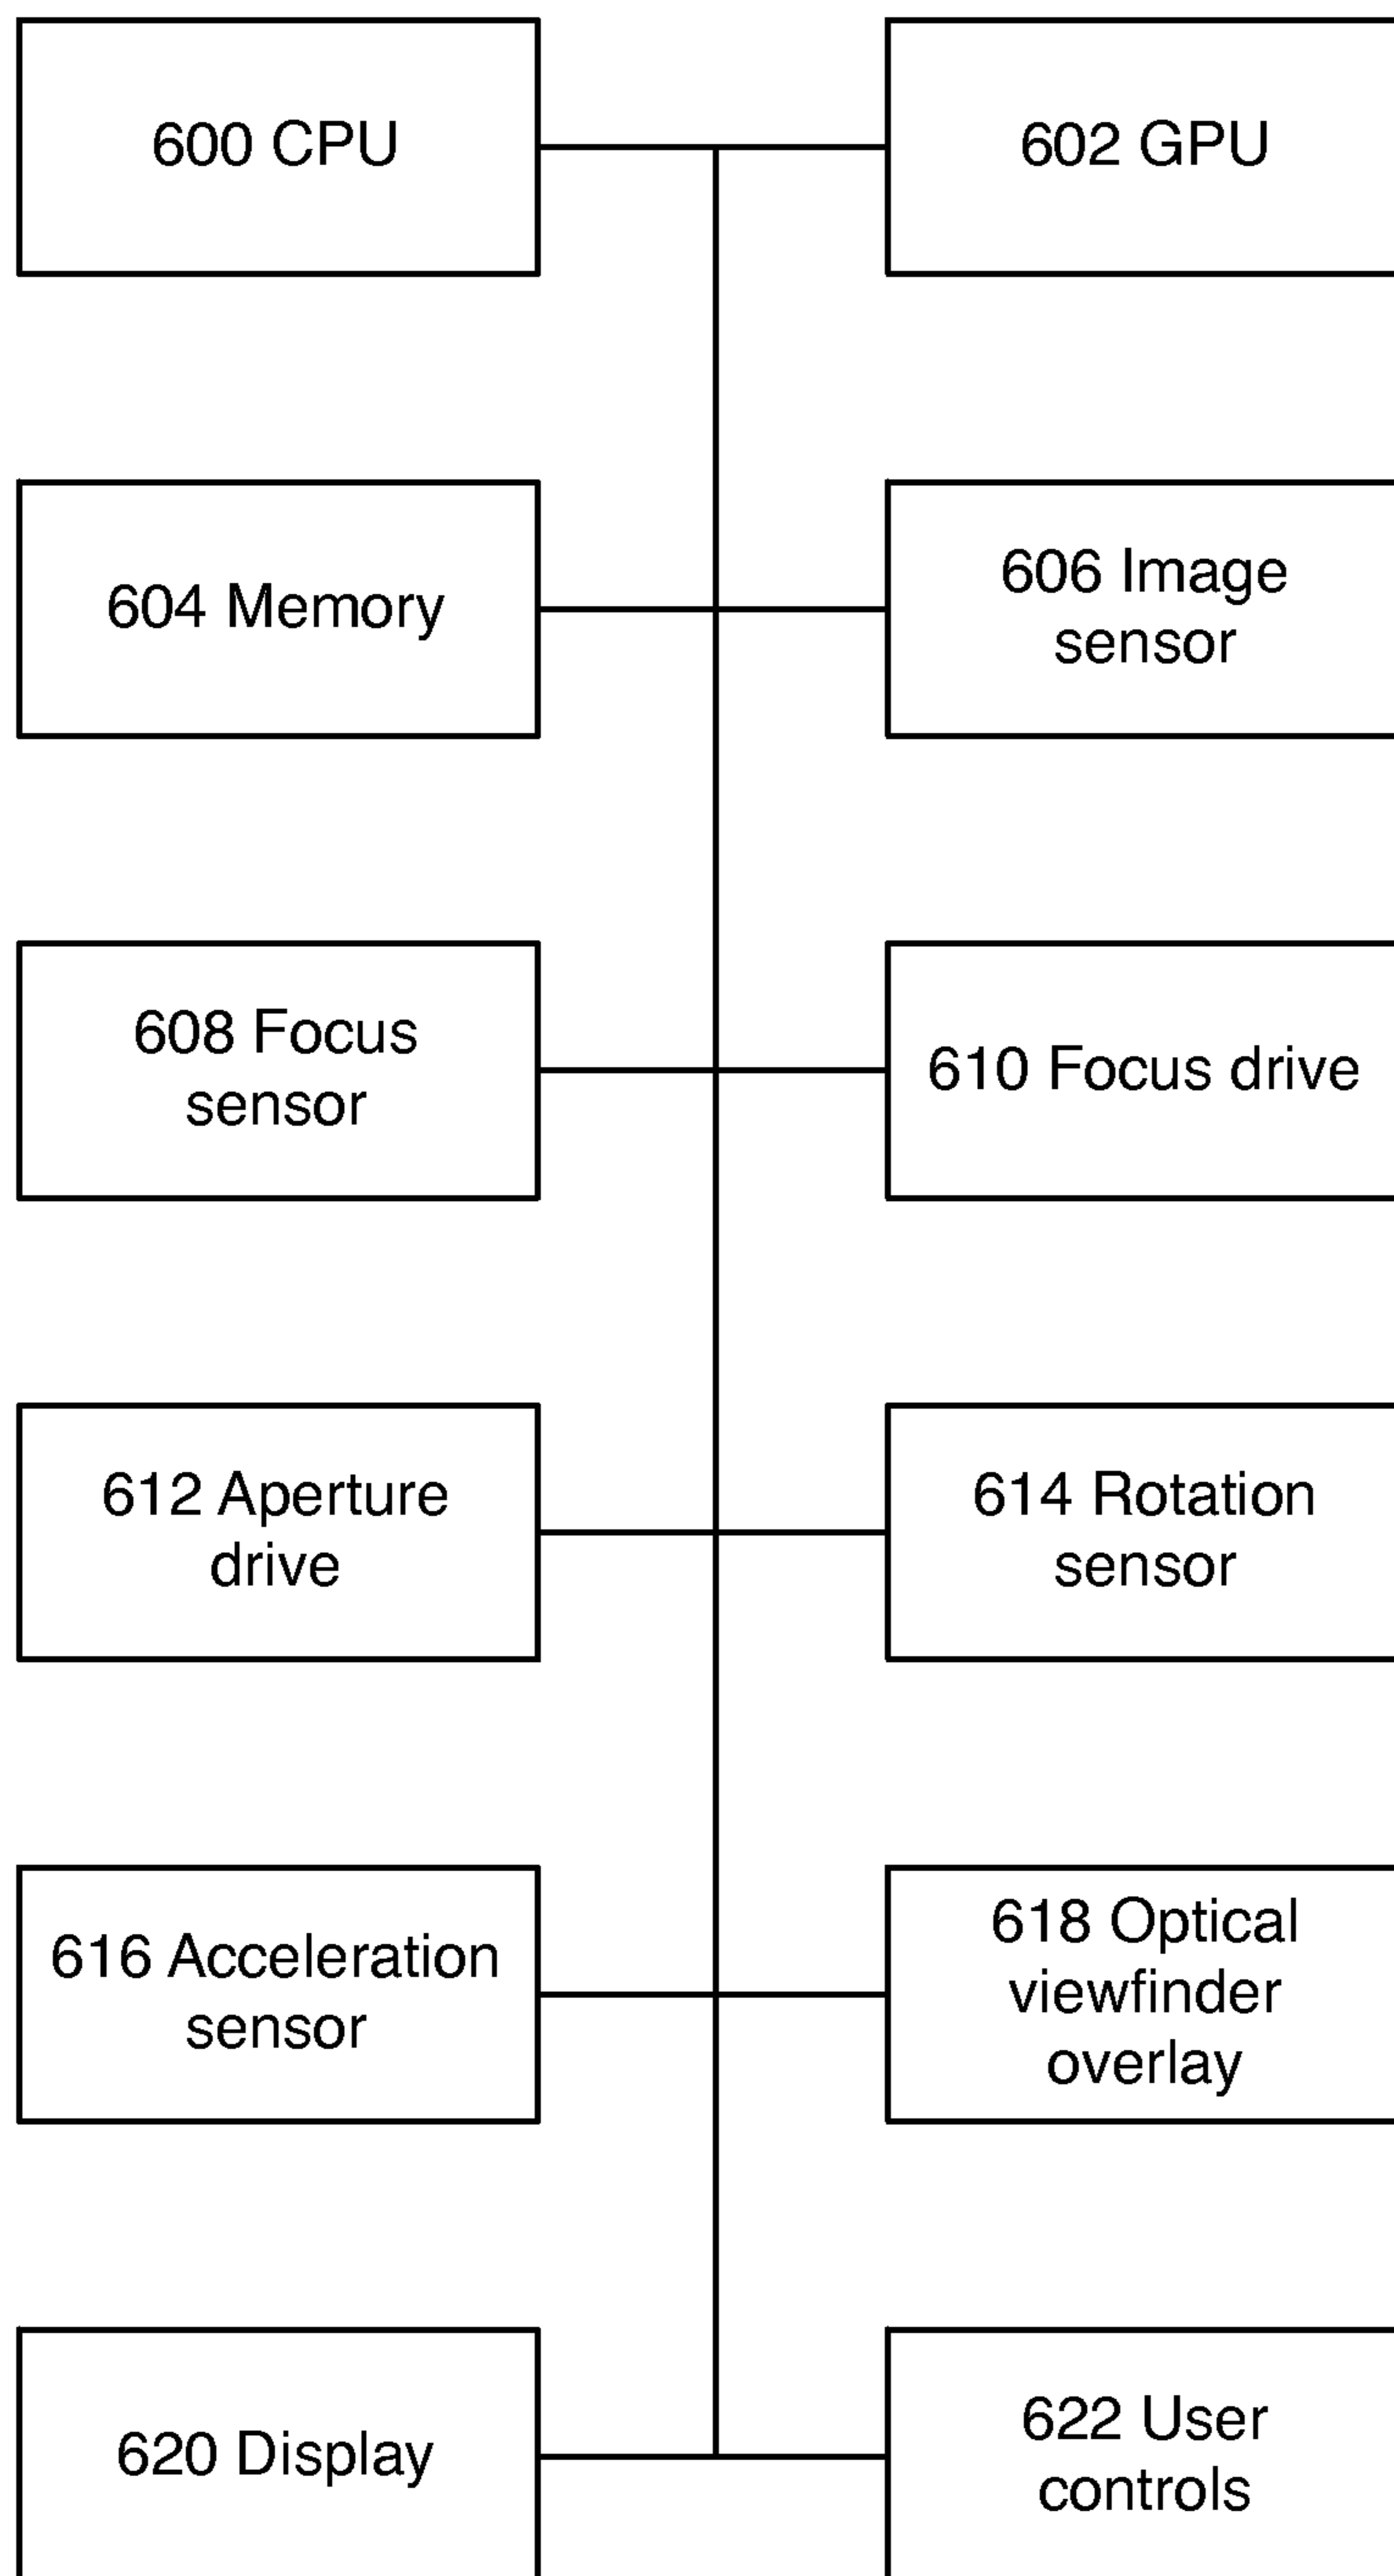 600 CPU
602 GPU
604 Memory
606 Image
sensor
608 Focus
sensor
610 Focus drive
612 Aperture
drive
614 Rotation
sensor
616 Acceleration
sensor
618 Optical
viewfinder
overlay
620 Display
622 User
controls